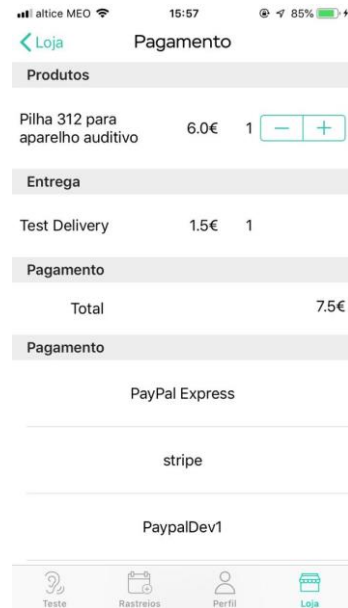 altice MEO 15:57 85%
Loja Pagamento
Produtos
Pilha 312 para
aparelho auditivo 6.0€ 1 − +
Entrega
Test Delivery 1.5€ 1
Pagamento
Total 7.5€
Pagamento
PayPal Express
stripe
PaypalDev1
Teste Rastreios Perfil Loja